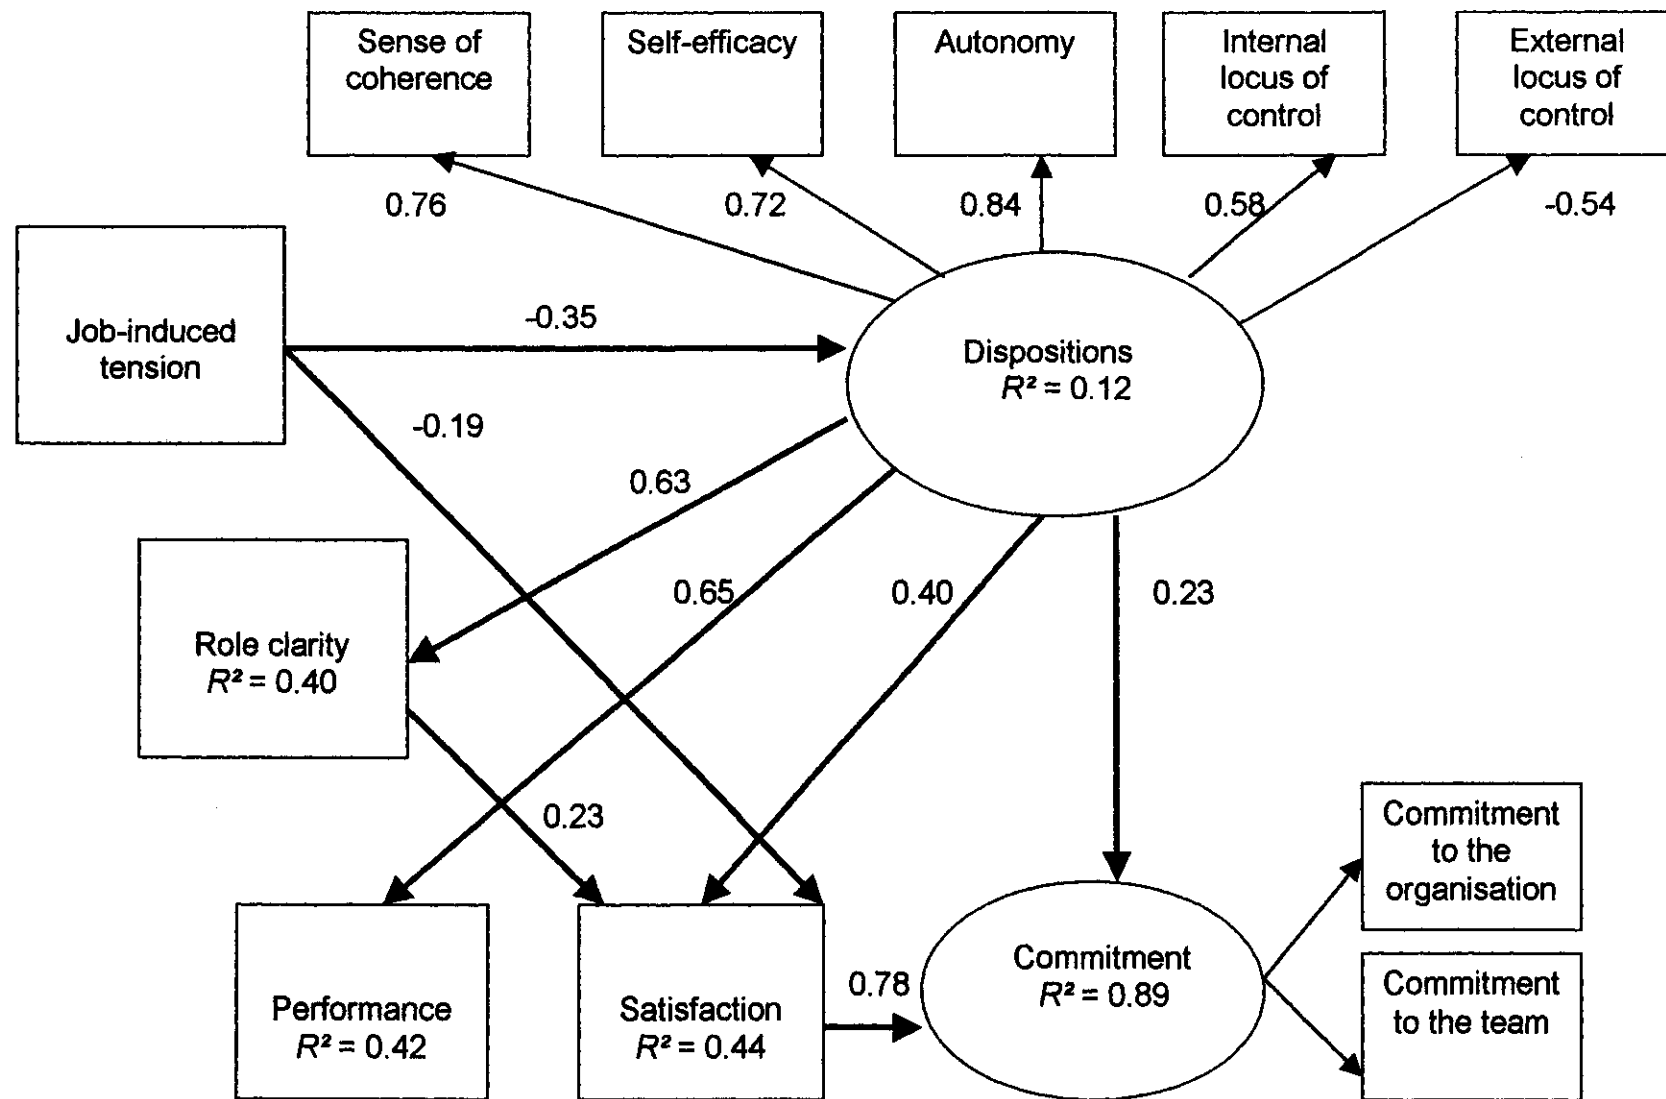 Sense of
coherence
Self-efficacy
Autonomy
Internal
locus of
control
External
locus of
control
0.76
0.72
0.84
0.58
-0.54
Job-induced
tension
-0.35
Dispositions
R² = 0.12
-0.19
0.63
0.65
0.40
0.23
Role clarity
R² = 0.40
0.23
Commitment
to the
organisation
Performance
R² = 0.42
Satisfaction
R² = 0.44
0.78
Commitment
R² = 0.89
Commitment
to the team